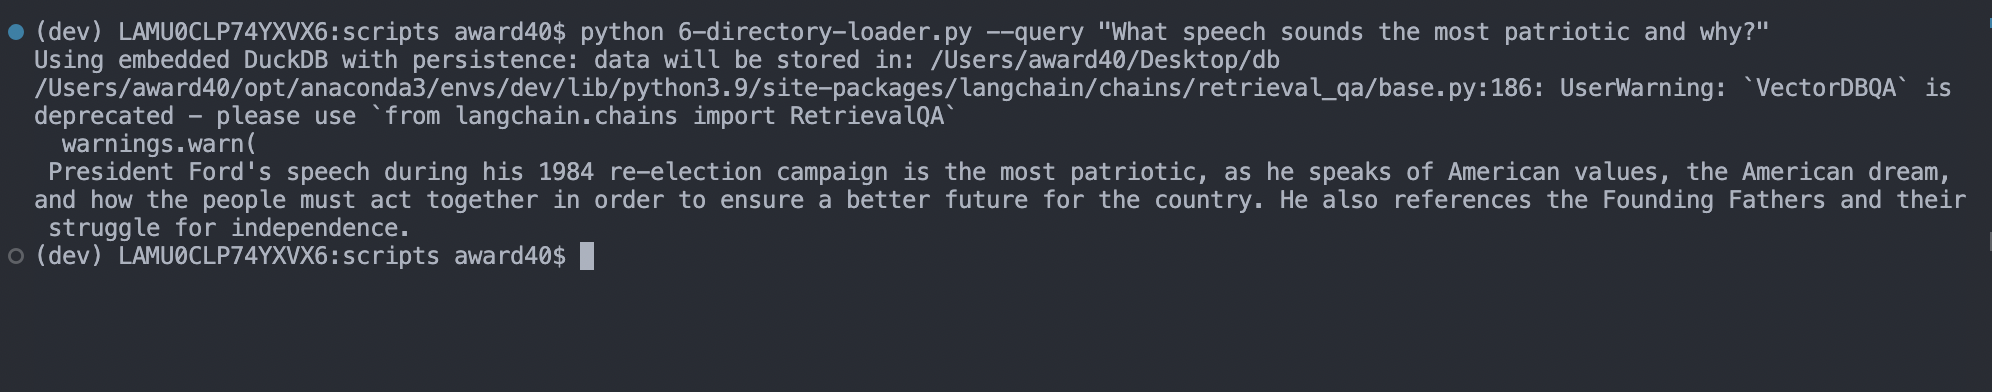 (dev) LAMU0CLP74YXVX6:scripts award40$ python 6-directory-loader.py --query "What speech sounds the most patriotic and why?"
Using embedded DuckDB with persistence: data will be stored in: /Users/award40/Desktop/db
/Users/award40/opt/anaconda3/envs/dev/lib/python3.9/site-packages/langchain/chains/retrieval_qa/base.py:186: UserWarning: `VectorDBQA` is
deprecated - please use `from langchain.chains import RetrievalQA`
  warnings.warn(
 President Ford's speech during his 1984 re-election campaign is the most patriotic, as he speaks of American values, the American dream,
and how the people must act together in order to ensure a better future for the country. He also references the Founding Fathers and their
 struggle for independence.
(dev) LAMU0CLP74YXVX6:scripts award40$